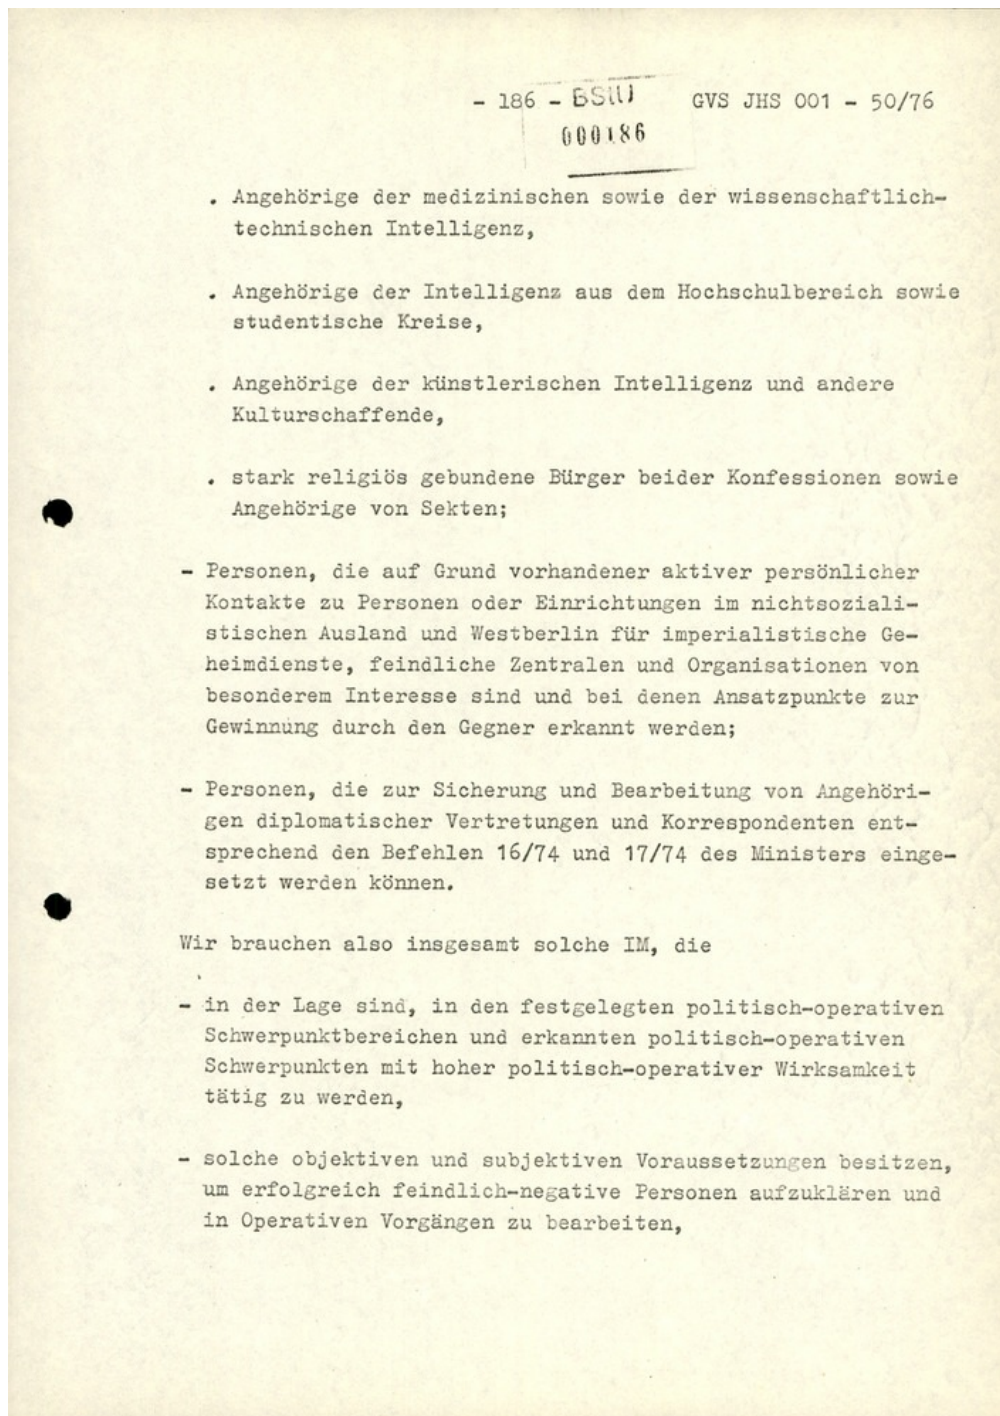 - 186 - BStU GVS JHS 001 - 50/76
000186
. Angehörige der medizinischen sowie der wissenschaftlich-
technischen Intelligenz,
. Angehörige der Intelligenz aus dem Hochschulbereich sowie
studentische Kreise,
. Angehörige der künstlerischen Intelligenz und andere
Kulturschaffende,
. stark religiös gebundene Bürger beider Konfessionen sowie
Angehörige von Sekten;
- Personen, die auf Grund vorhandener aktiver persönlicher
Kontakte zu Personen oder Einrichtungen im nichtsoziali-
stischen Ausland und Westberlin für imperialistische Ge-
heimdienste, feindliche Zentralen und Organisationen von
besonderem Interesse sind und bei denen Ansatzpunkte zur
Gewinnung durch den Gegner erkannt werden;
- Personen, die zur Sicherung und Bearbeitung von Angehöri-
gen diplomatischer Vertretungen und Korrespondenten ent-
sprechend den Befehlen 16/74 und 17/74 des Ministers einge-
setzt werden können.
Wir brauchen also insgesamt solche IM, die
- in der Lage sind, in den festgelegten politisch-operativen
Schwerpunktbereichen und erkannten politisch-operativen
Schwerpunkten mit hoher politisch-operativer Wirksamkeit
tätig zu werden,
- solche objektiven und subjektiven Voraussetzungen besitzen,
um erfolgreich feindlich-negative Personen aufzuklären und
in Operativen Vorgängen zu bearbeiten,